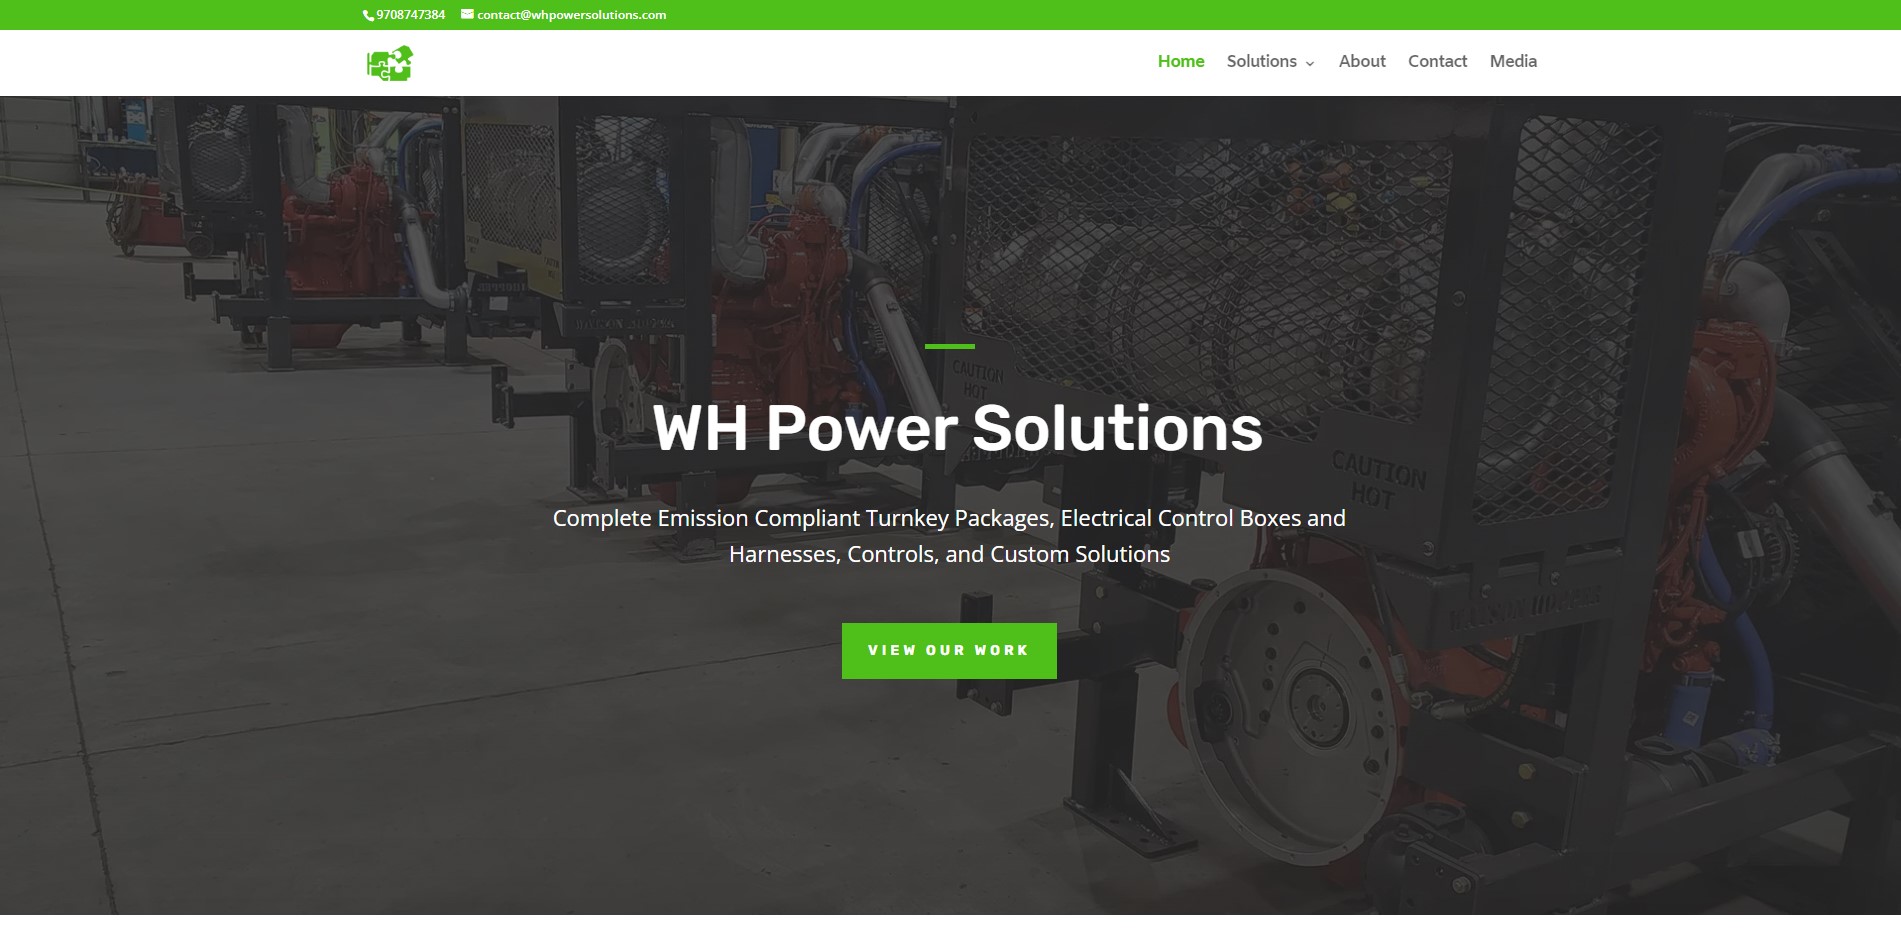 9708747384 contact@whpowersolutions.com
Home Solutions About Contact Media
CAUTION
HOT
WH Power Solutions
CAUTION
HOT
Complete Emission Compliant Turnkey Packages, Electrical Control Boxes and
Harnesses, Controls, and Custom Solutions
VIEW OUR WORK